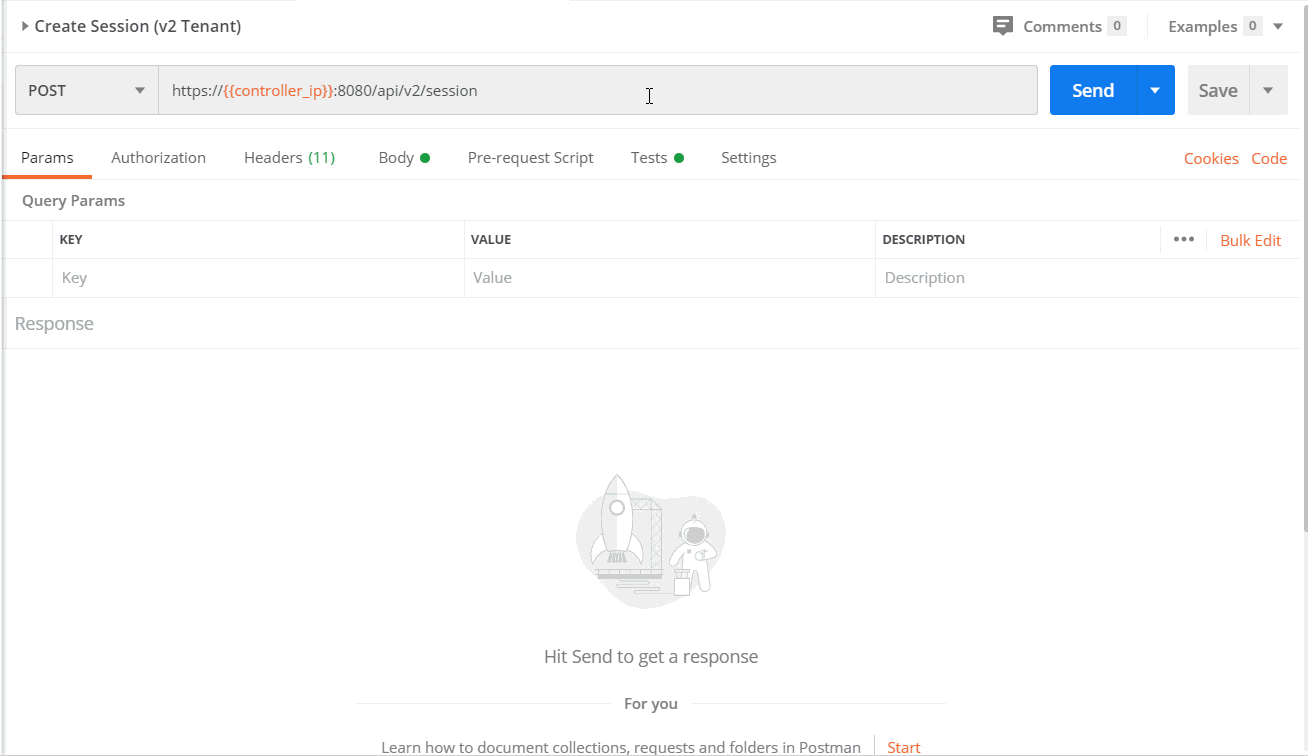 Create Session (v2 Tenant) Comments 0 Examples 0
POST https://{{controller_ip}}:8080/api/v2/session Send Save
Params Authorization Headers (11) Body Pre-request Script Tests Settings Cookies Code
Query Params
KEY VALUE DESCRIPTION ••• Bulk Edit
Key Value Description
Response
Hit Send to get a response
For you
Learn how to document collections, requests and folders in Postman Start